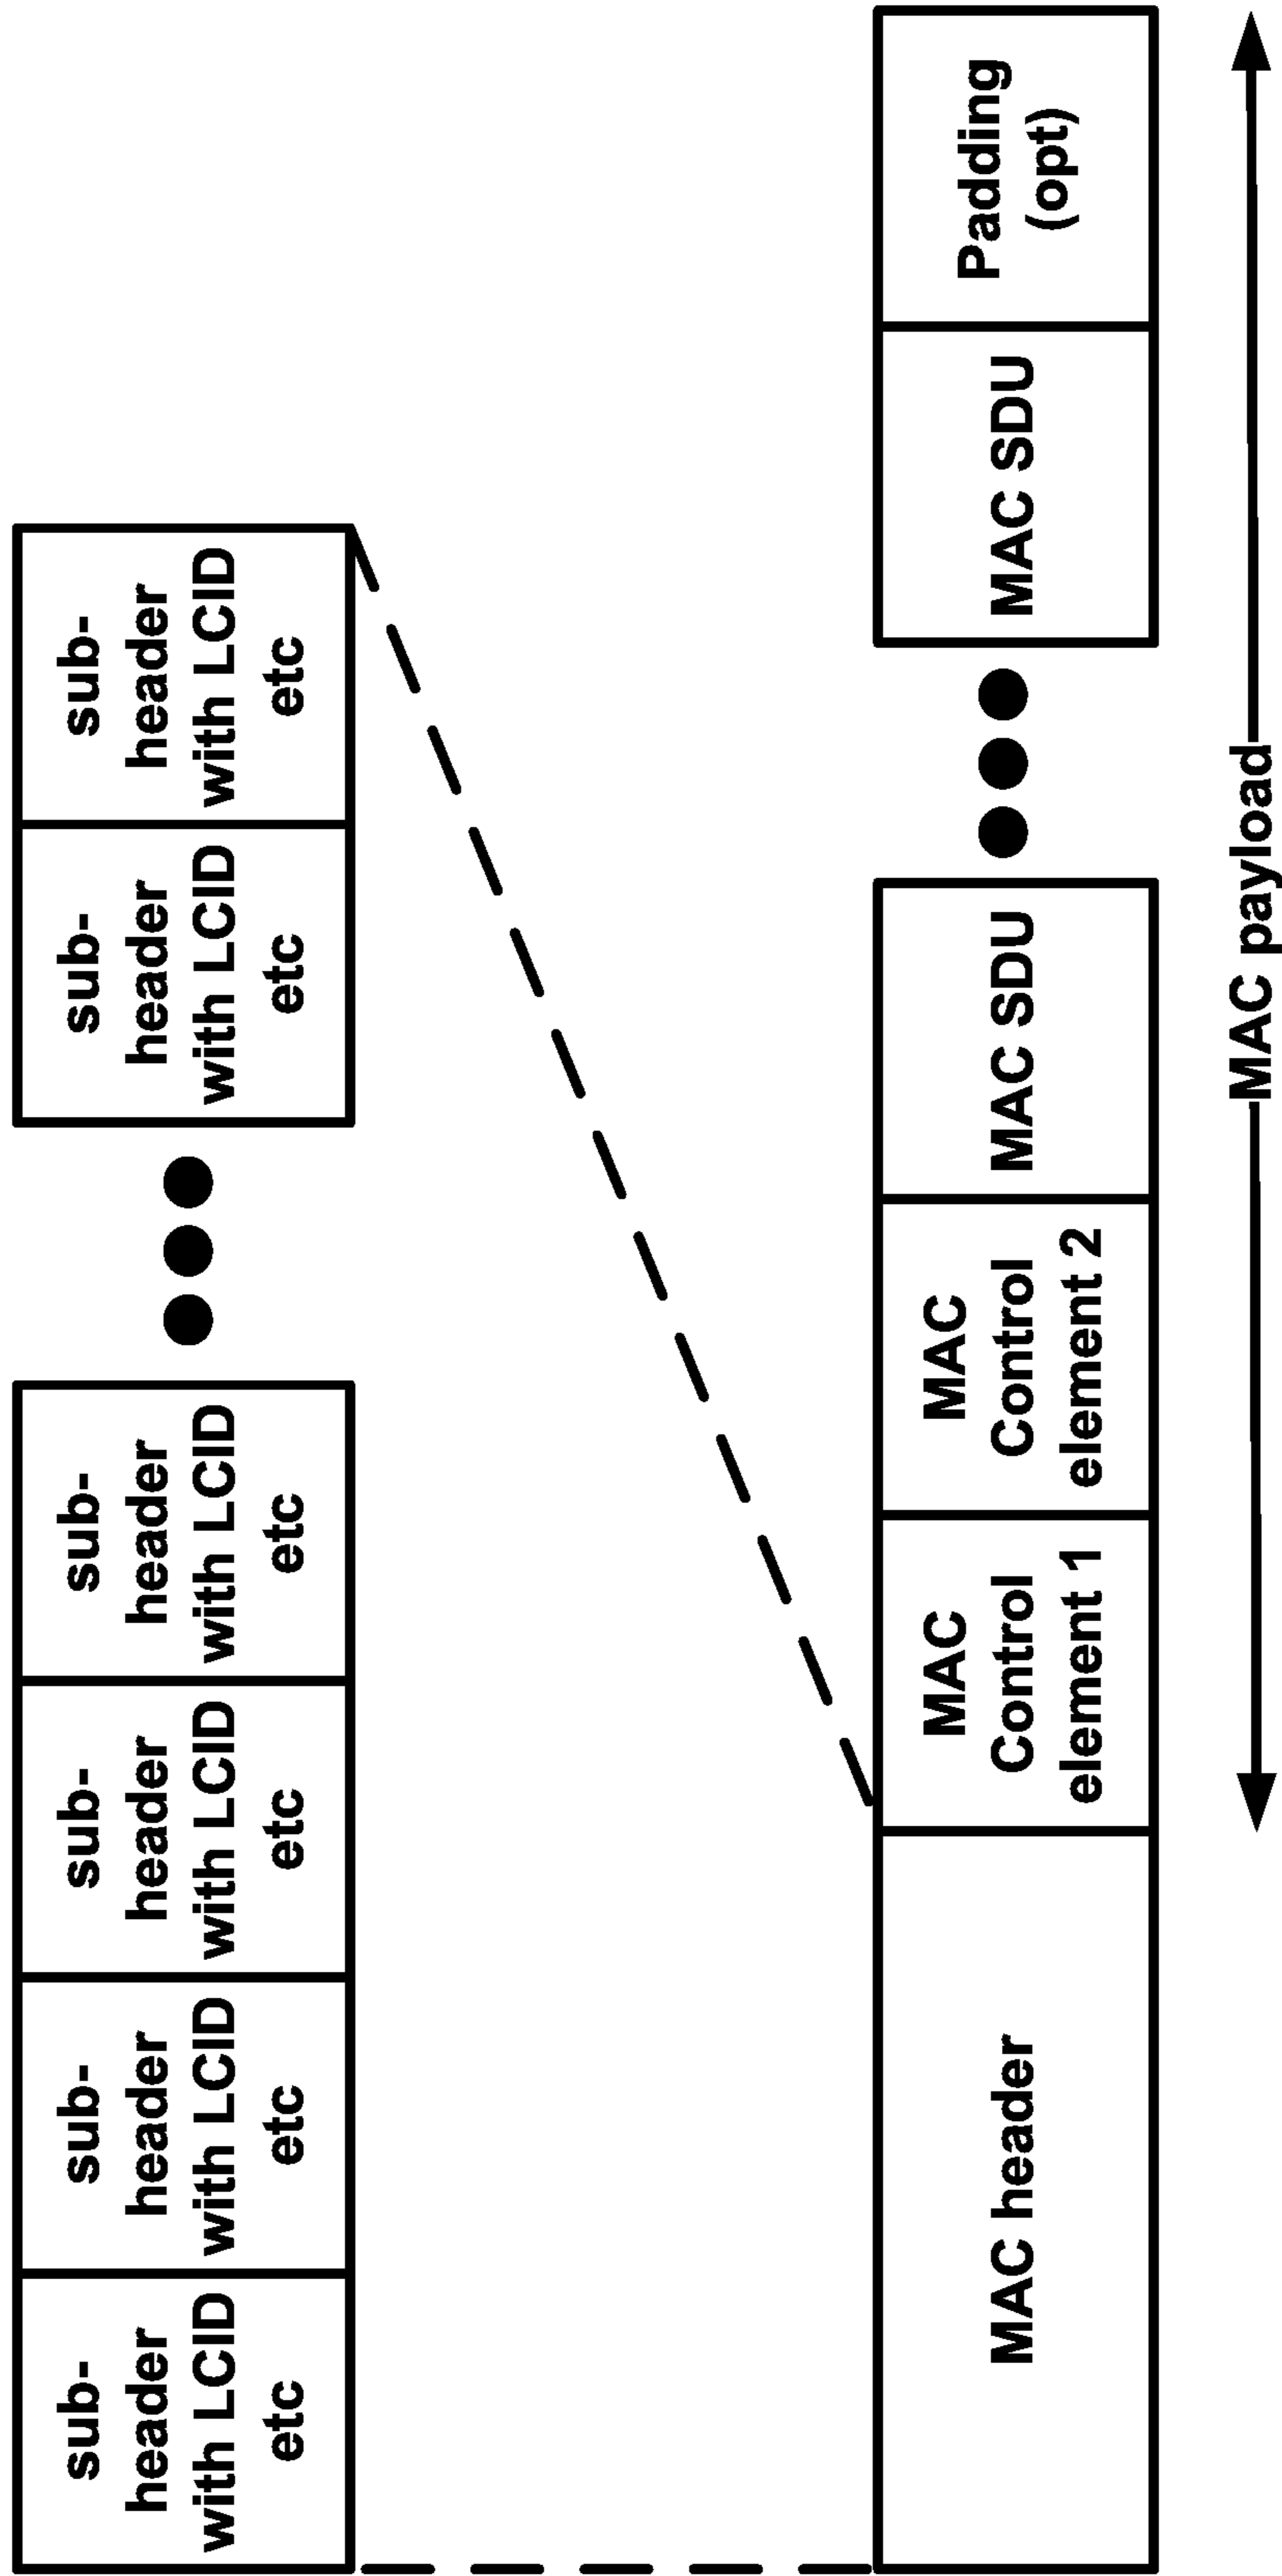 sub-
header
with LCID
etc
sub-
header
with LCID
etc
sub-
header
with LCID
etc
sub-
header
with LCID
etc
sub-
header
with LCID
etc
sub-
header
with LCID
etc
MAC header
MAC
Control
element 1
MAC
Control
element 2
MAC SDU
MAC SDU
Padding
(opt)
MAC payload